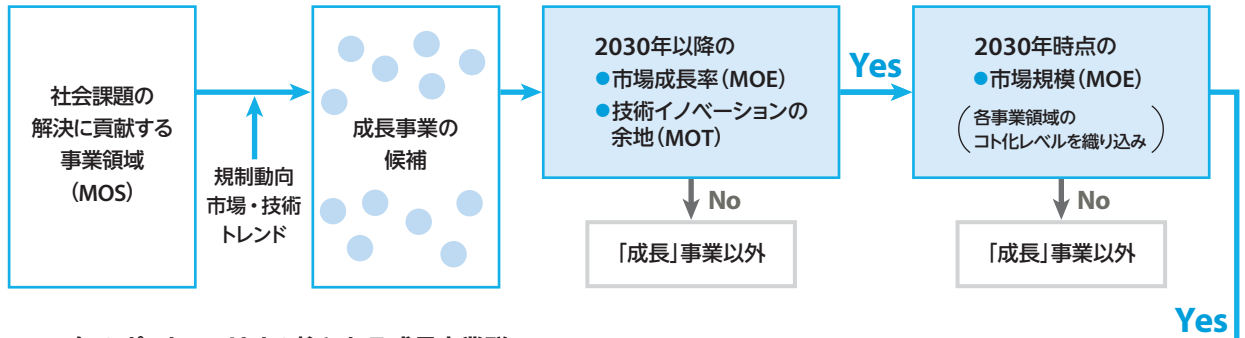 社会課題の
解決に貢献する
事業領域
(MOS)
規制動向
市場・技術
トレンド
成長事業の
候補
2030年以降の
●市場成長率(MOE)
●技術イノベーションの
余地(MOT)
Yes
No
「成長」事業以外
2030年時点の
●市場規模(MOE)
(各事業領域の
コト化レベルを織り込み)
No
「成長」事業以外
Yes